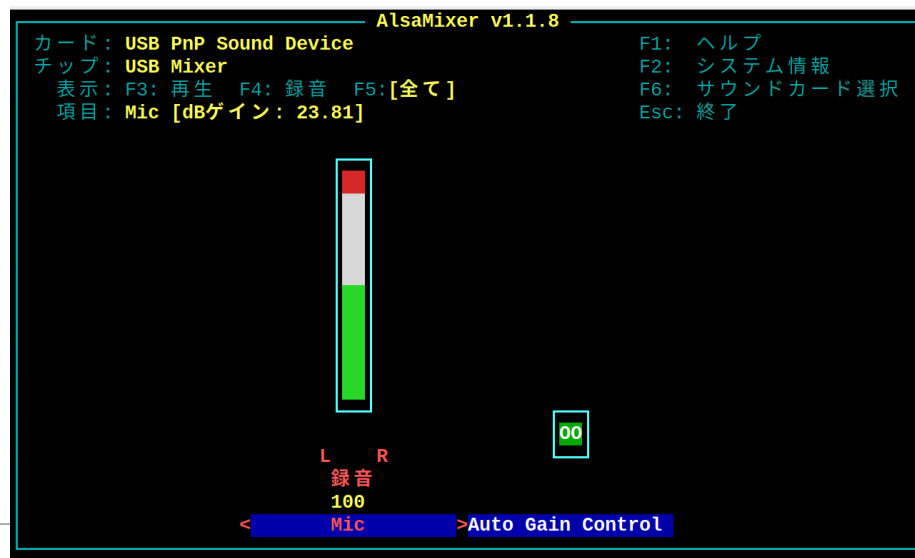 AlsaMixer v1.1.8
カード: USB PnP Sound Device F1: ヘルプ
チップ: USB Mixer F2: システム情報
表示: F3: 再生 F4: 録音 F5:[全て] F6: サウンドカード選択
項目: Mic [dBゲイン: 23.81] Esc: 終了
OO
L R
録音
100
< Mic >Auto Gain Control